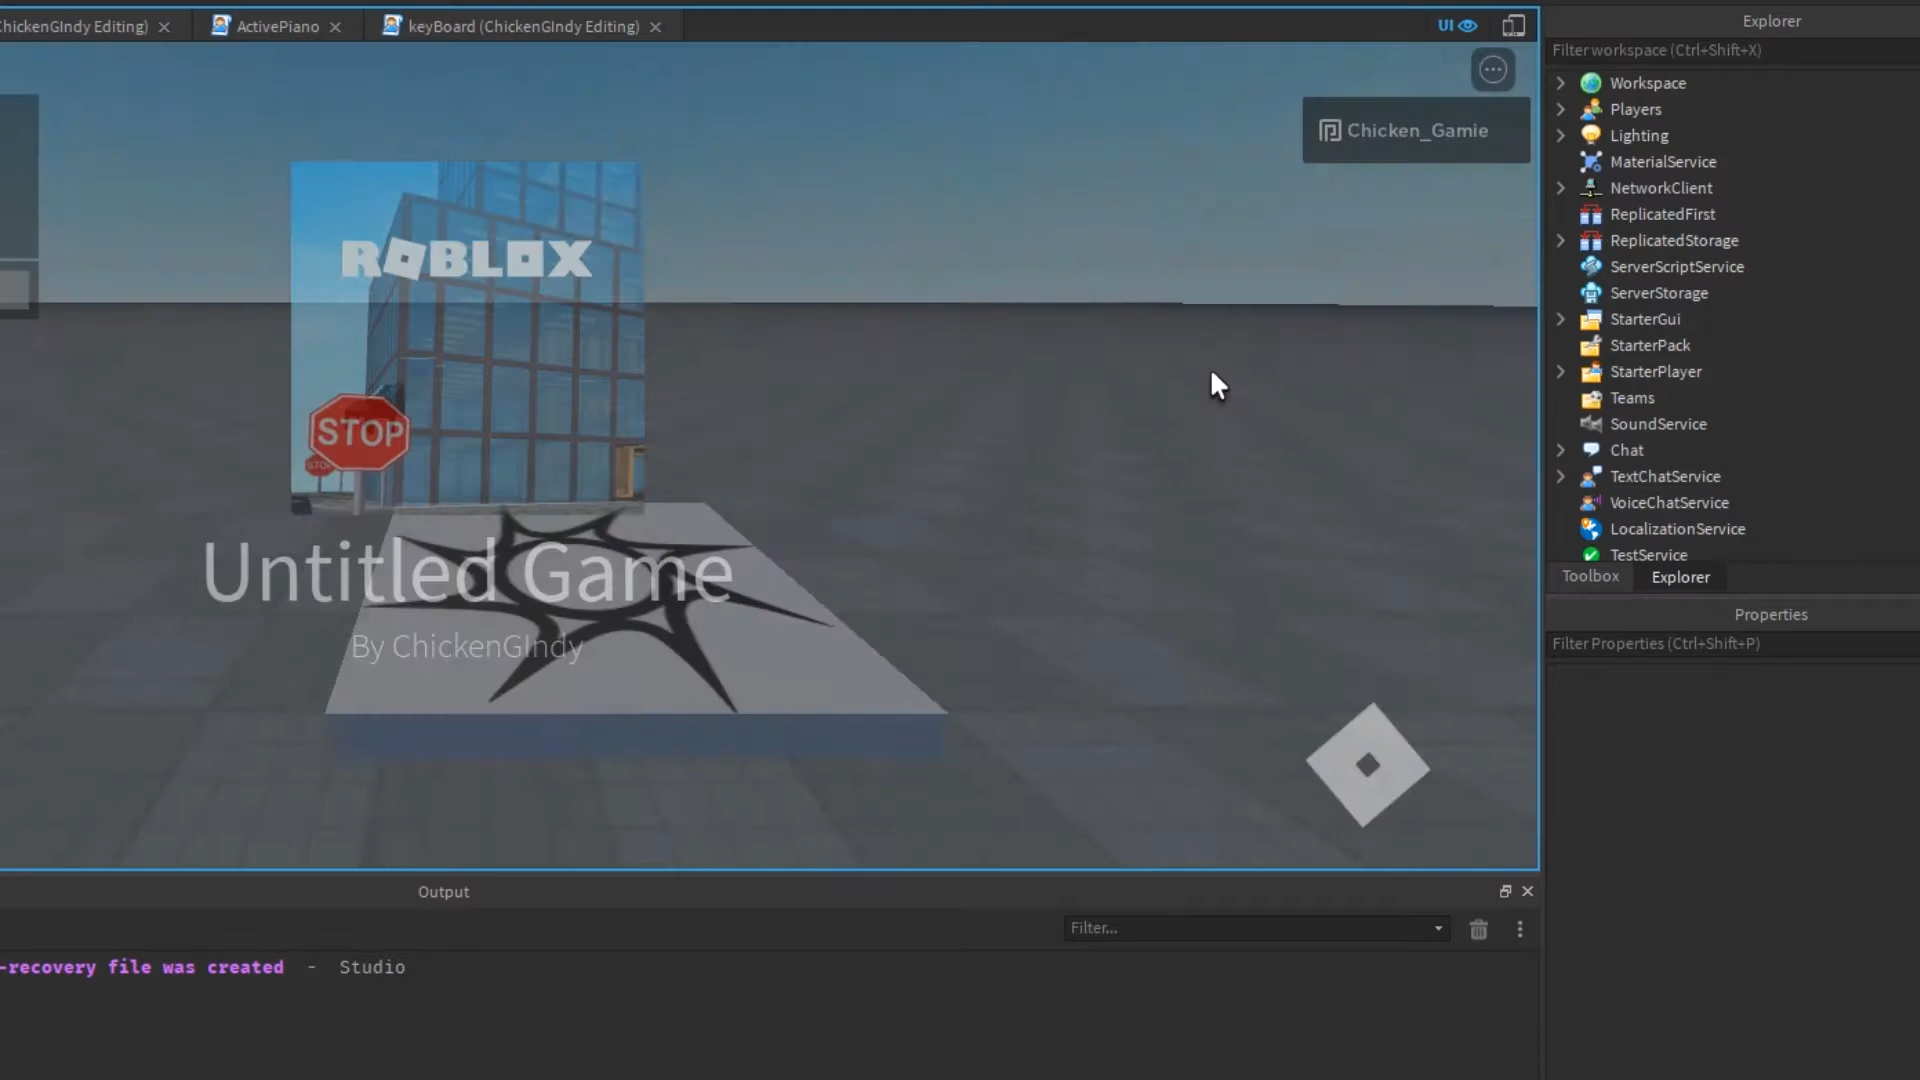 ChickenGIndy Editing)
ActivePiano
keyBoard (ChickenGIndy Editing)
UI
Explorer
Filter workspace (Ctrl+Shift+X)
Workspace
Players
Lighting
MaterialService
NetworkClient
ReplicatedFirst
ReplicatedStorage
ServerScriptService
ServerStorage
StarterGui
StarterPack
StarterPlayer
Teams
SoundService
Chat
TextChatService
VoiceChatService
LocalizationService
TestService
Toolbox
Explorer
Properties
Filter Properties (Ctrl+Shift+P)
Chicken_Gamie
ROBLOX
STOP
STOP
Untitled Game
By ChickenGIndy
Output
Filter...
-recovery file was created - Studio